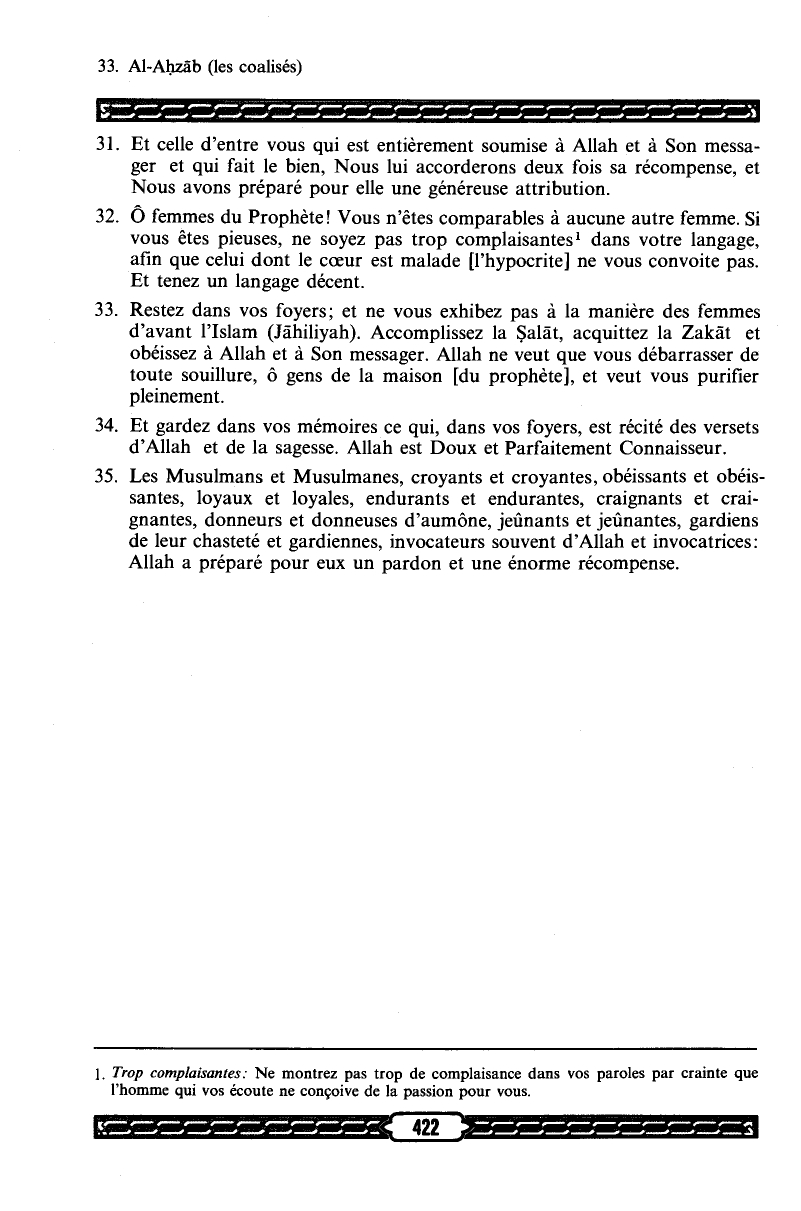 33. Al-Aḥzāb (les coalisés)
31. Et celle d'entre vous qui est entièrement soumise à Allah et à Son messa-
ger et qui fait le bien, Nous lui accorderons deux fois sa récompense, et
Nous avons préparé pour elle une généreuse attribution.
32. Ô femmes du Prophète! Vous n'êtes comparables à aucune autre femme. Si
vous êtes pieuses, ne soyez pas trop complaisantes¹ dans votre langage,
afin que celui dont le cœur est malade [l'hypocrite] ne vous convoite pas.
Et tenez un langage décent.
33. Restez dans vos foyers; et ne vous exhibez pas à la manière des femmes
d'avant l'Islam (Jāhiliyah). Accomplissez la Ṣalāt, acquittez la Zakāt et
obéissez à Allah et à Son messager. Allah ne veut que vous débarrasser de
toute souillure, ô gens de la maison [du prophète], et veut vous purifier
pleinement.
34. Et gardez dans vos mémoires ce qui, dans vos foyers, est récité des versets
d'Allah et de la sagesse. Allah est Doux et Parfaitement Connaisseur.
35. Les Musulmans et Musulmanes, croyants et croyantes, obéissants et obéis-
santes, loyaux et loyales, endurants et endurantes, craignants et crai-
gnantes, donneurs et donneuses d'aumône, jeûnants et jeûnantes, gardiens
de leur chasteté et gardiennes, invocateurs souvent d'Allah et invocatrices:
Allah a préparé pour eux un pardon et une énorme récompense.
1. Trop complaisantes: Ne montrez pas trop de complaisance dans vos paroles par crainte que
l'homme qui vos écoute ne conçoive de la passion pour vous.
422